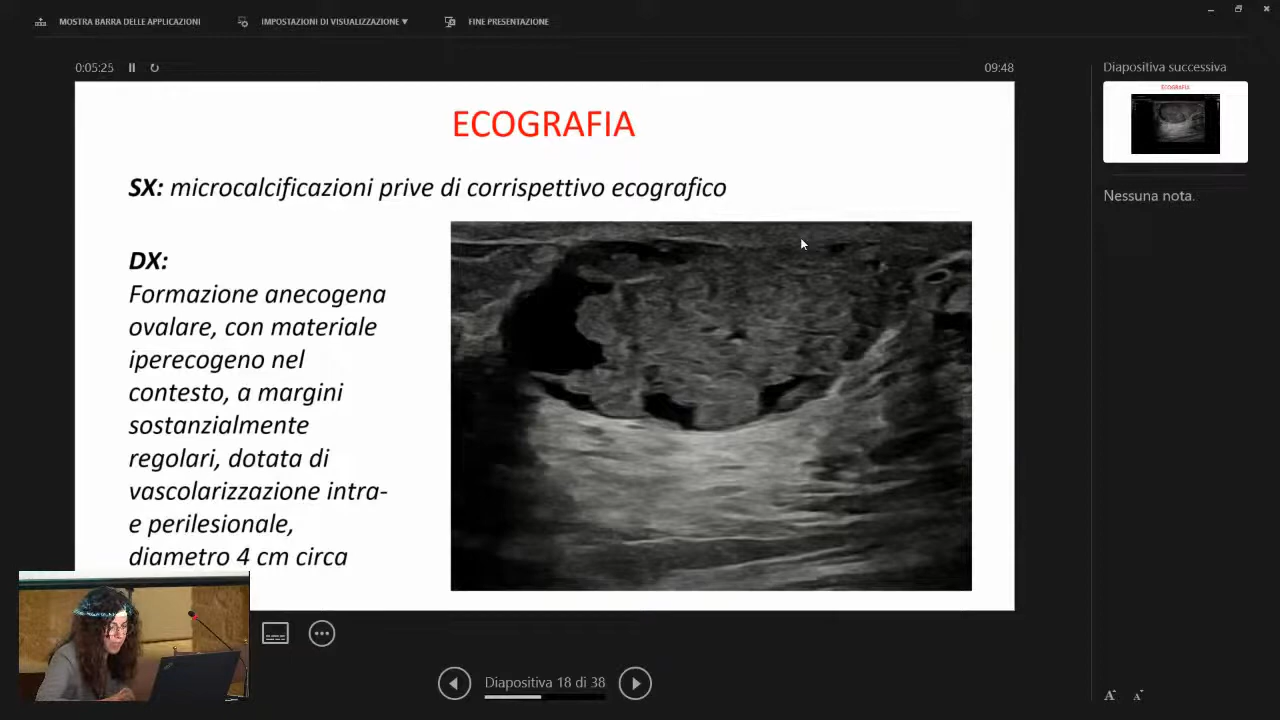 MOSTRA BARRA DELLE APPLICAZIONI
IMPOSTAZIONI DI VISUALIZZAZIONE ▼
FINE PRESENTAZIONE
0:05:25
09:48
Diapositiva successiva
ECOGRAFIA
SX: microcalcificazioni prive di corrispettivo ecografico
DX:
Formazione anecogena
ovalare, con materiale
iperecogeno nel
contesto, a margini
sostanzialmente
regolari, dotata di
vascolarizzazione intra-
e perilesionale,
diametro 4 cm circa
ECOGRAFIA
Nessuna nota.
Diapositiva 18 di 38
A A